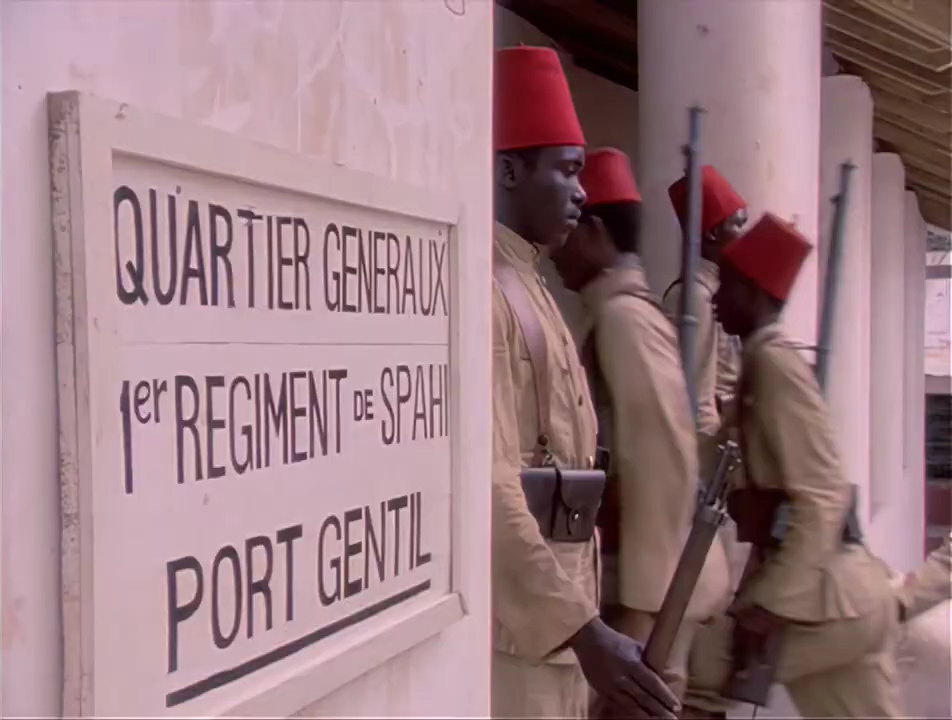 QUARTIER GENERAUX
1er REGIMENT DE SPAHI
PORT GENTIL